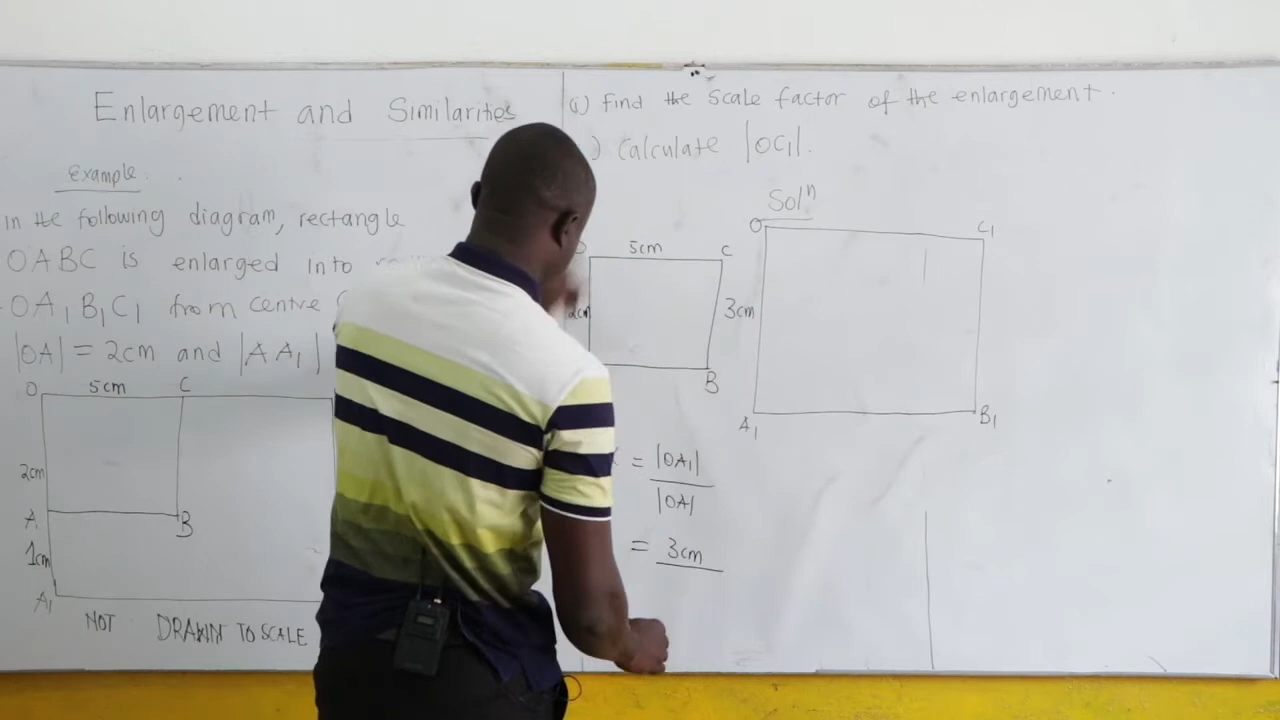 Enlargement and Similarities
Example.
In the following diagram, rectangle
OABC is enlarged into
OA₁B₁C₁ from centre
|OA| = 2cm and |AA₁|
O 5cm C
2cm
A B
1cm
A₁
NOT DRAWN TO SCALE
Find the scale factor of the enlargement.
) Calculate |OC₁|.
Solⁿ
5cm C
2cm
B
O C₁
3cm
A₁ B₁
= |OA₁|
|OA|
= 3cm